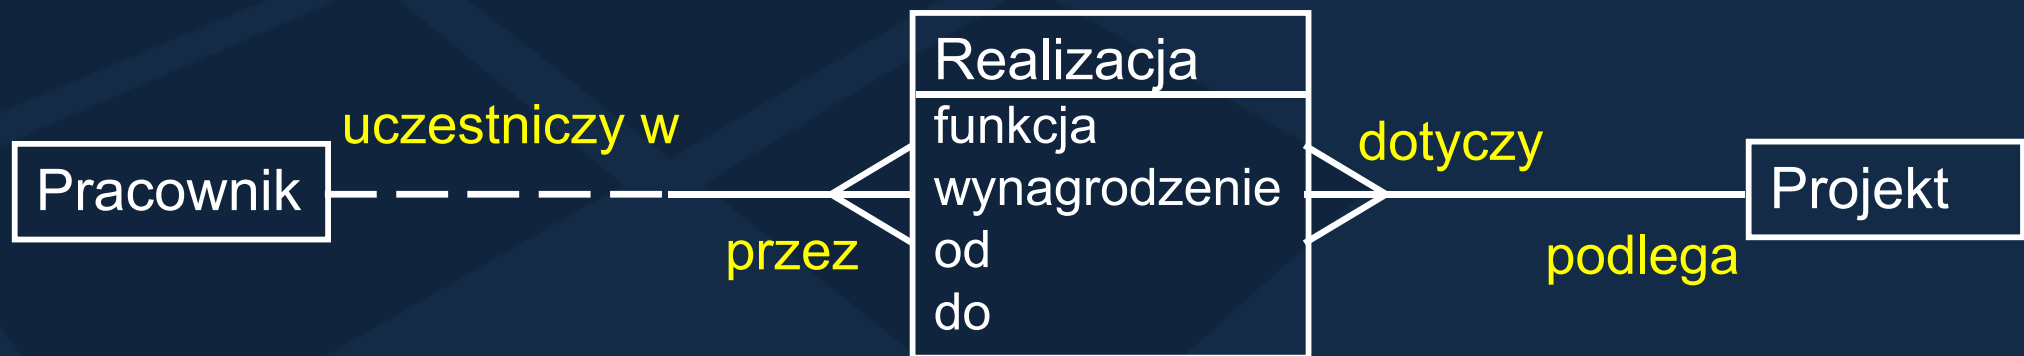 Pracownik
uczestniczy w
przez
Realizacja
funkcja
wynagrodzenie
od
do
dotyczy
podlega
Projekt